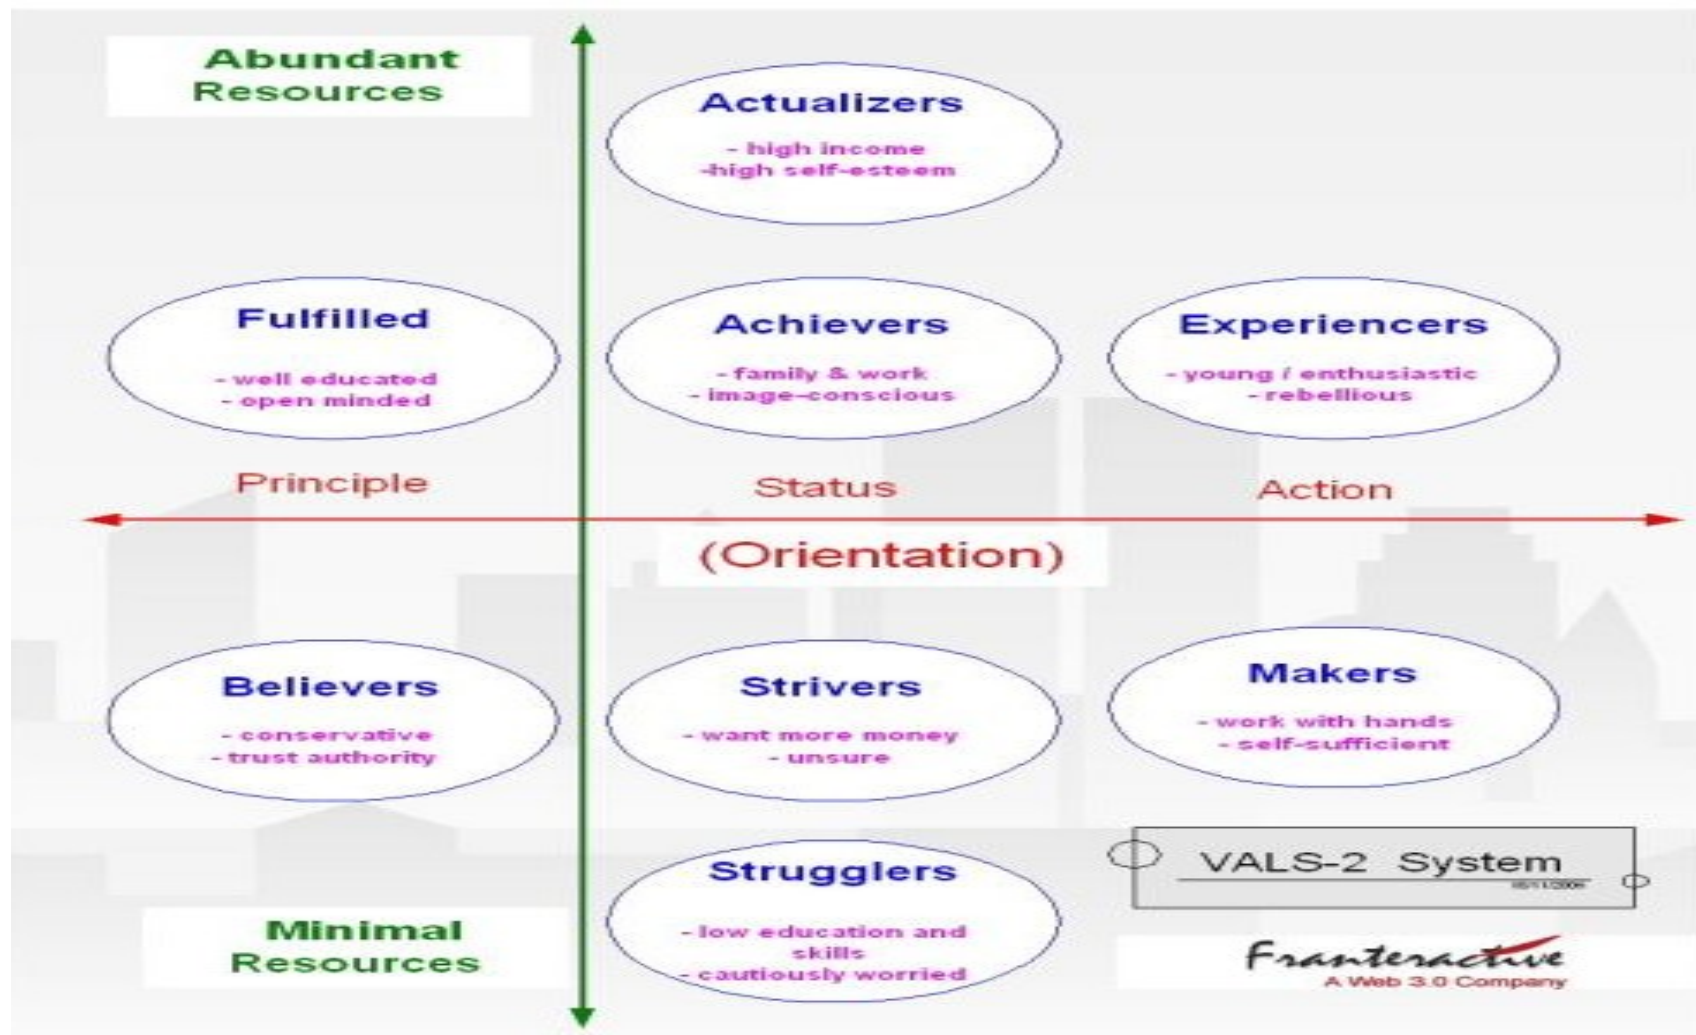 Abundant
Resources
Actualizers
- high income
-high self-esteem
Fulfilled
- well educated
- open minded
Achievers
- family & work
- image-conscious
Experiencers
- young / enthusiastic
- rebellious
Principle
Status
Action
(Orientation)
Believers
- conservative
- trust authority
Strivers
- want more money
- unsure
Makers
- work with hands
- self-sufficient
Strugglers
- low education and
skills
- cautiously worried
Minimal
Resources
VALS-2 System
Franteractive
A Web 3.0 Company